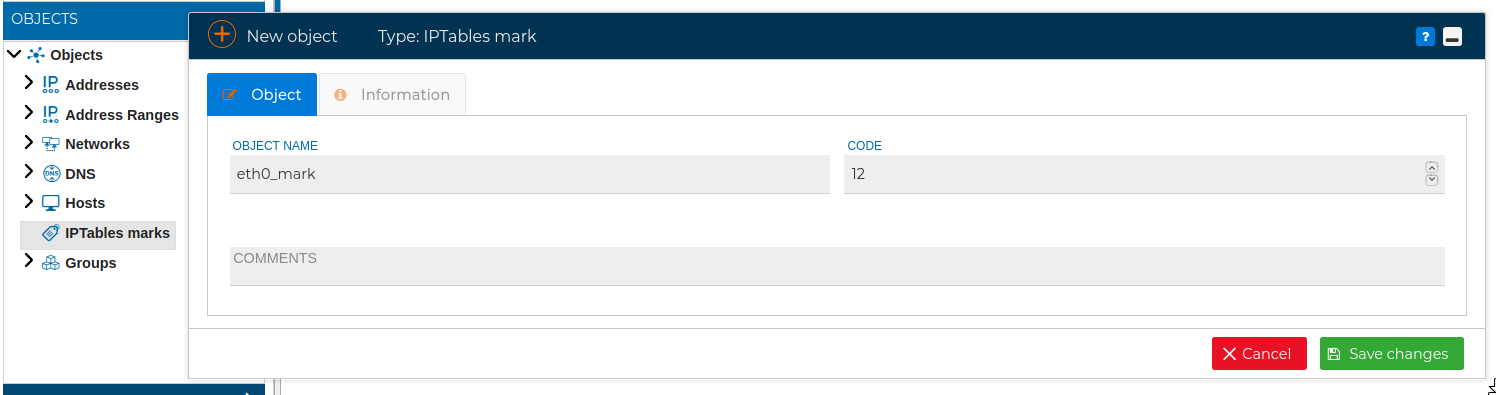 OBJECTS
Objects
IP Addresses
IP Address Ranges
Networks
DNS DNS
Hosts
IPTables marks
Groups
New object Type: IPTables mark ?
Object Information
OBJECT NAME CODE
eth0_mark 12
COMMENTS
Cancel Save changes